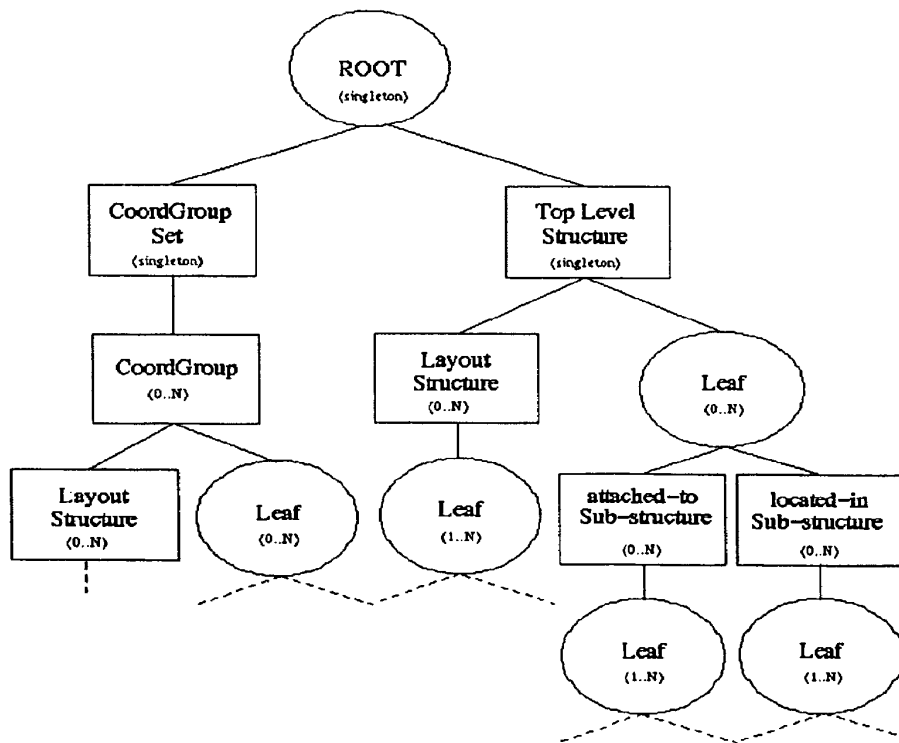 ROOT
(singleton)
CoordGroup
Set
(singleton)
Top Level
Structure
(singleton)
CoordGroup
(0..N)
Layout
Structure
(0..N)
Leaf
(0..N)
Layout
Structure
(0..N)
Leaf
(0..N)
Leaf
(1..N)
attached-to
Sub-structure
(0..N)
located-in
Sub-structure
(0..N)
Leaf
(1..N)
Leaf
(1..N)